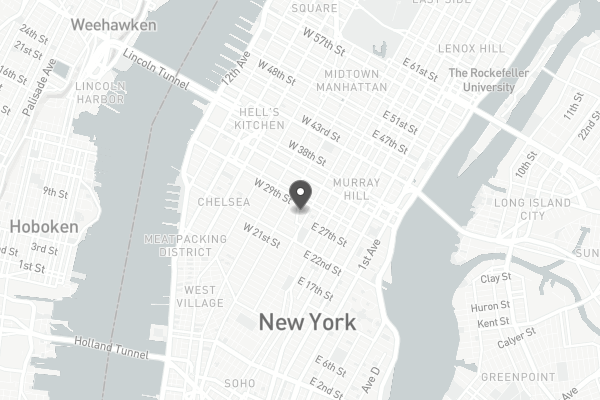 SQUARE
EAST SIDE
Weehawken
24th St
21st St
16th St
Palisade Ave
LINCOLN
HARBOR
Lincoln Tunnel
12th Ave
W 57th St
W 48th St
E 61st St
LENOX HILL
MIDTOWN
MANHATTAN
The Rockefeller
University
HELL'S
KITCHEN
W 43rd St
E 51st St
E 47th St
W 38th St
11th St
22nd St
10th St
9th St
W 29th St
MURRAY
HILL
CHELSEA
LONG ISLAND
CITY
Hoboken
3rd St
1st St
MEATPACKING
DISTRICT
W 21st St
E 27th St
E 22nd St
1st Ave
E 17th St
WEST
VILLAGE
Clay St
Huron St
Kent St
Calyer St
New York
Holland Tunnel
E 6th St
E 2nd St
Ave D
SOHO
GREENPOINT